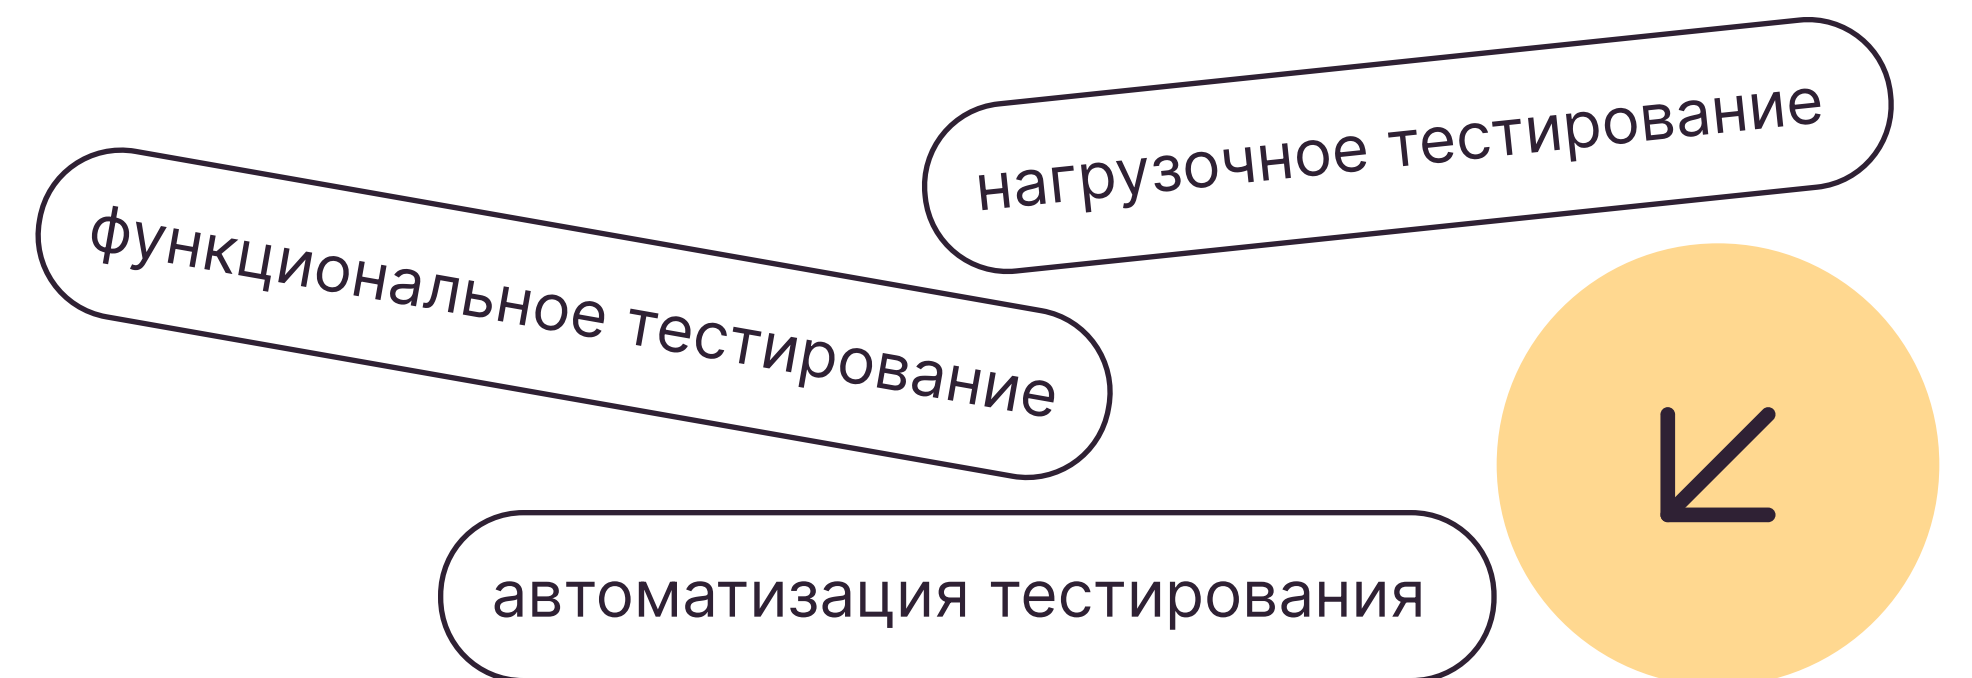 нагрузочное тестирование
функциональное тестирование
автоматизация тестирования